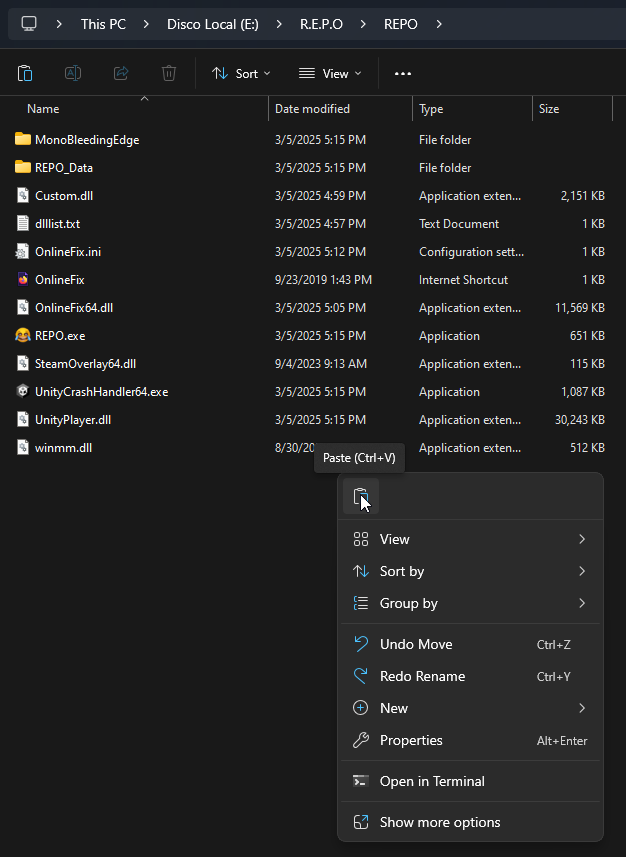 This PC > Disco Local (E:) > R.E.P.O > REPO >
Sort View ...
Name Date modified Type Size
MonoBleedingEdge 3/5/2025 5:15 PM File folder
REPO_Data 3/5/2025 5:15 PM File folder
Custom.dll 3/5/2025 4:59 PM Application exten... 2,151 KB
dlllist.txt 3/5/2025 4:57 PM Text Document 1 KB
OnlineFix.ini 3/5/2025 5:12 PM Configuration sett... 1 KB
OnlineFix 9/23/2019 1:43 PM Internet Shortcut 1 KB
OnlineFix64.dll 3/5/2025 5:05 PM Application exten... 11,569 KB
REPO.exe 3/5/2025 5:15 PM Application 651 KB
SteamOverlay64.dll 9/4/2023 9:13 AM Application exten... 115 KB
UnityCrashHandler64.exe 3/5/2025 5:15 PM Application 1,087 KB
UnityPlayer.dll 3/5/2025 5:15 PM Application exten... 30,243 KB
winmm.dll 8/30/20 Application exten... 512 KB
Paste (Ctrl+V)
View
Sort by
Group by
Undo Move Ctrl+Z
Redo Rename Ctrl+Y
New
Properties Alt+Enter
Open in Terminal
Show more options